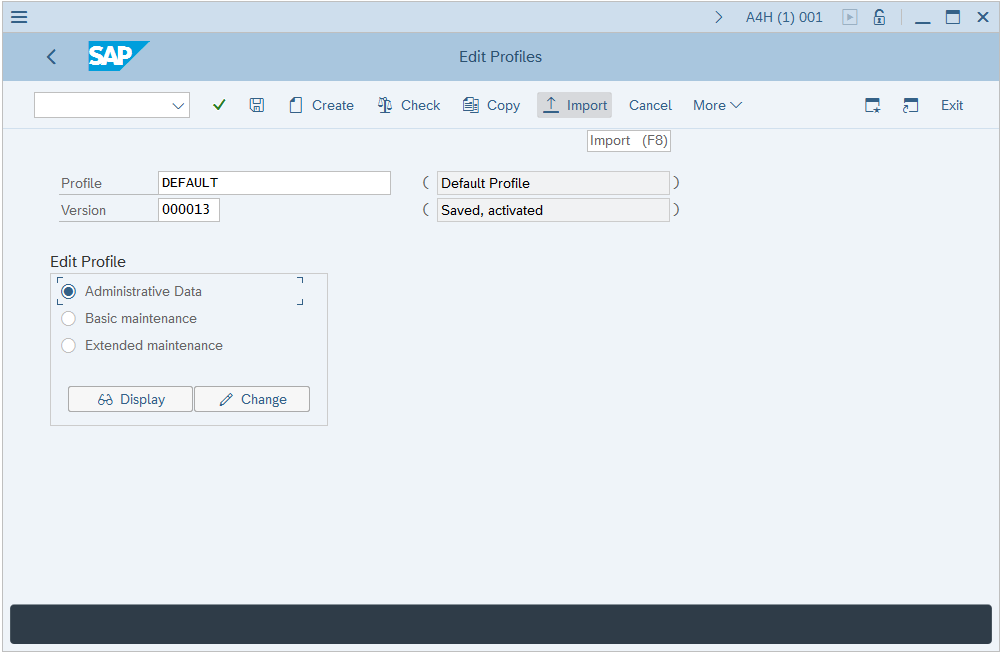 A4H (1) 001
SAP
Edit Profiles
Create Check Copy Import Cancel More Exit
Import (F8)
Profile DEFAULT ( Default Profile )
Version 000013 ( Saved, activated )
Edit Profile
Administrative Data
Basic maintenance
Extended maintenance
Display Change